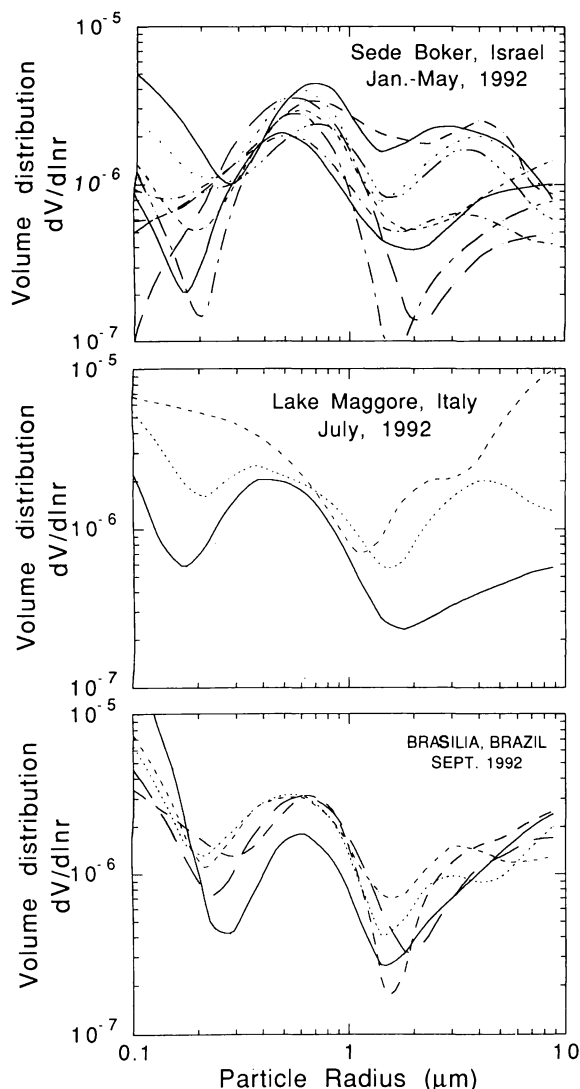 10^-5
Sede Boker, Israel
Jan.-May, 1992
Volume distribution
dV/dlnr
10^-6
10^-7
10^-5
Lake Maggore, Italy
July, 1992
Volume distribution
dV/dlnr
10^-6
10^-7
10^-5
BRASILIA, BRAZIL
SEPT. 1992
Volume distribution
dV/dlnr
10^-6
10^-7
0.1
1
10
Particle Radius (μm)